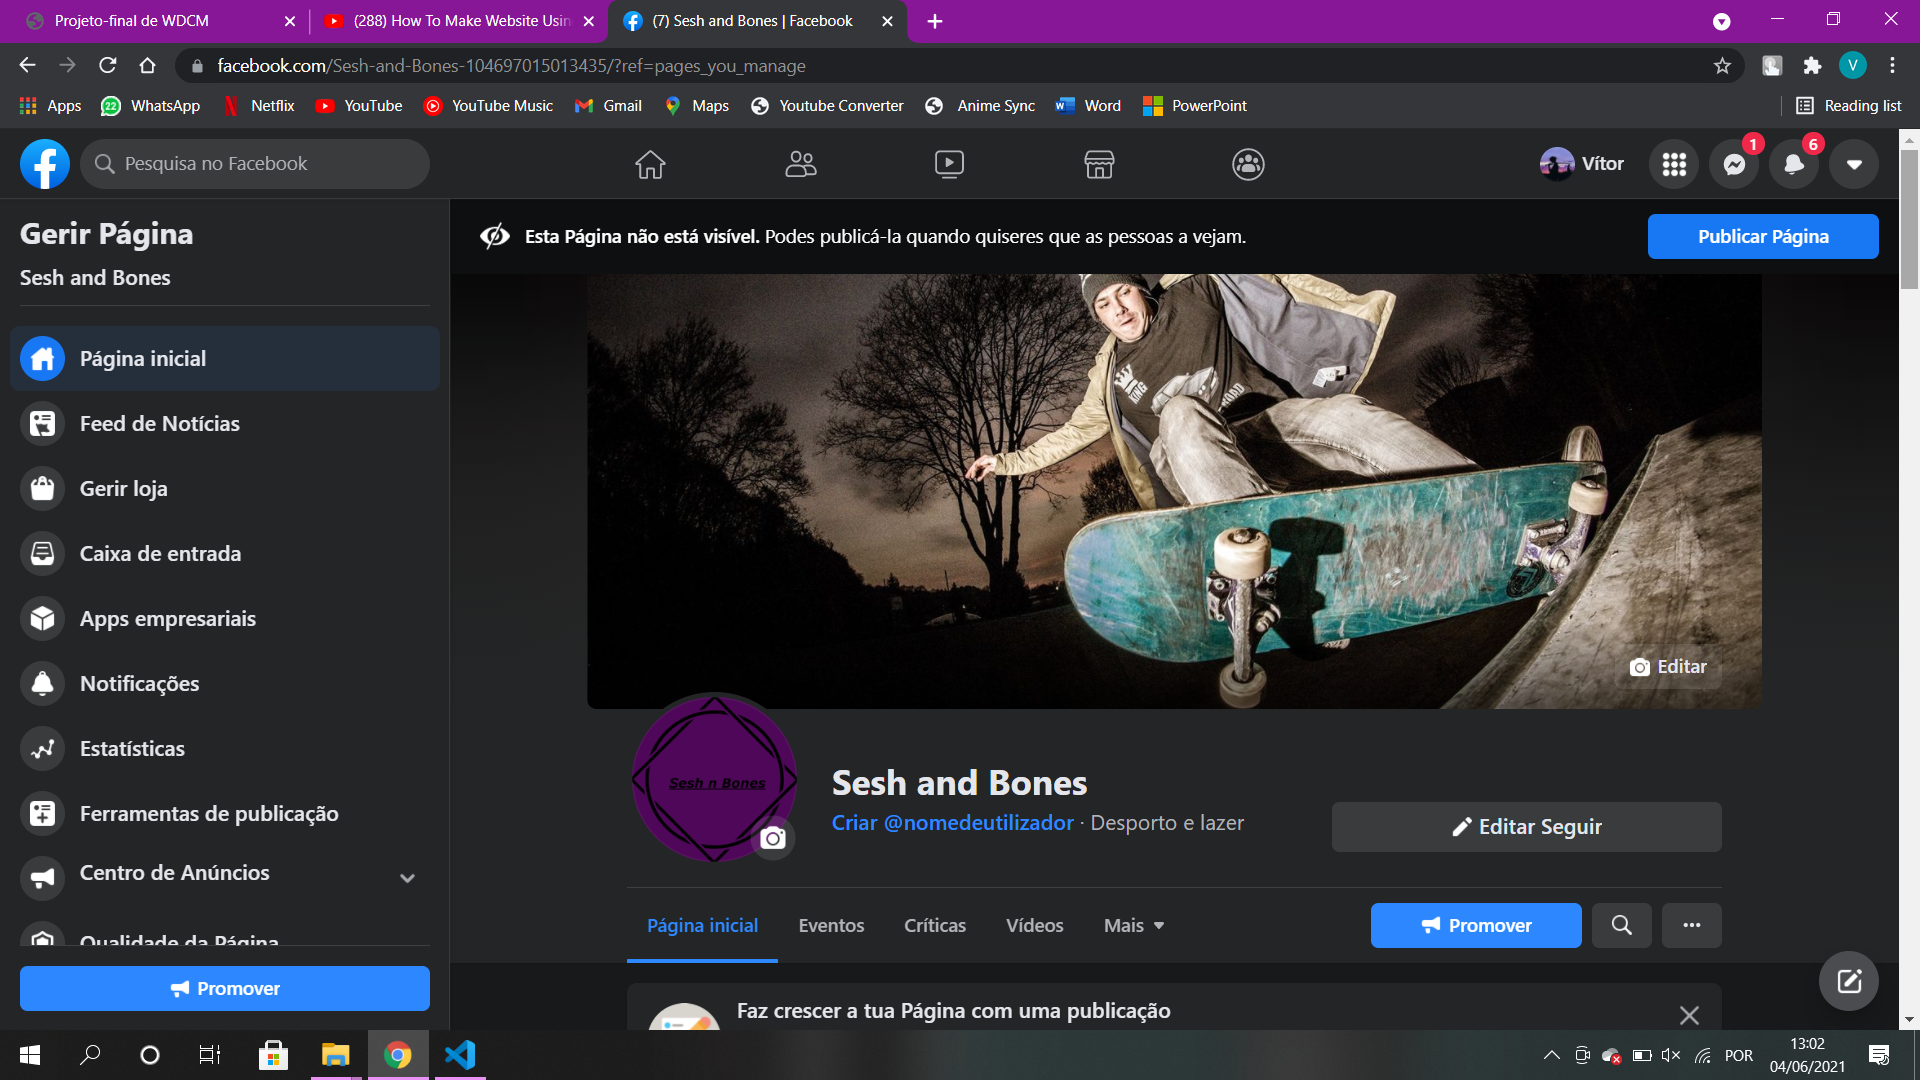 Projeto-final de WDCM
(288) How To Make Website Usin
(7) Sesh and Bones | Facebook
facebook.com/Sesh-and-Bones-104697015013435/?ref=pages_you_manage
V
Apps
22
WhatsApp
Netflix
YouTube
YouTube Music
Gmail
Maps
Youtube Converter
Anime Sync
Word
PowerPoint
Reading list
Pesquisa no Facebook
Vítor
1
6
Gerir Página
Sesh and Bones
Página inicial
Feed de Notícias
Gerir loja
Caixa de entrada
Apps empresariais
Notificações
Estatísticas
Ferramentas de publicação
Centro de Anúncios
Qualidade da Página
Promover
Esta Página não está visível. Podes publicá-la quando quiseres que as pessoas a vejam.
Publicar Página
Editar
Sesh n Bones
Sesh and Bones
Criar @nomedeutilizador · Desporto e lazer
Editar Seguir
Página inicial
Eventos
Críticas
Vídeos
Mais
Promover
Faz crescer a tua Página com uma publicação
POR
13:02
04/06/2021